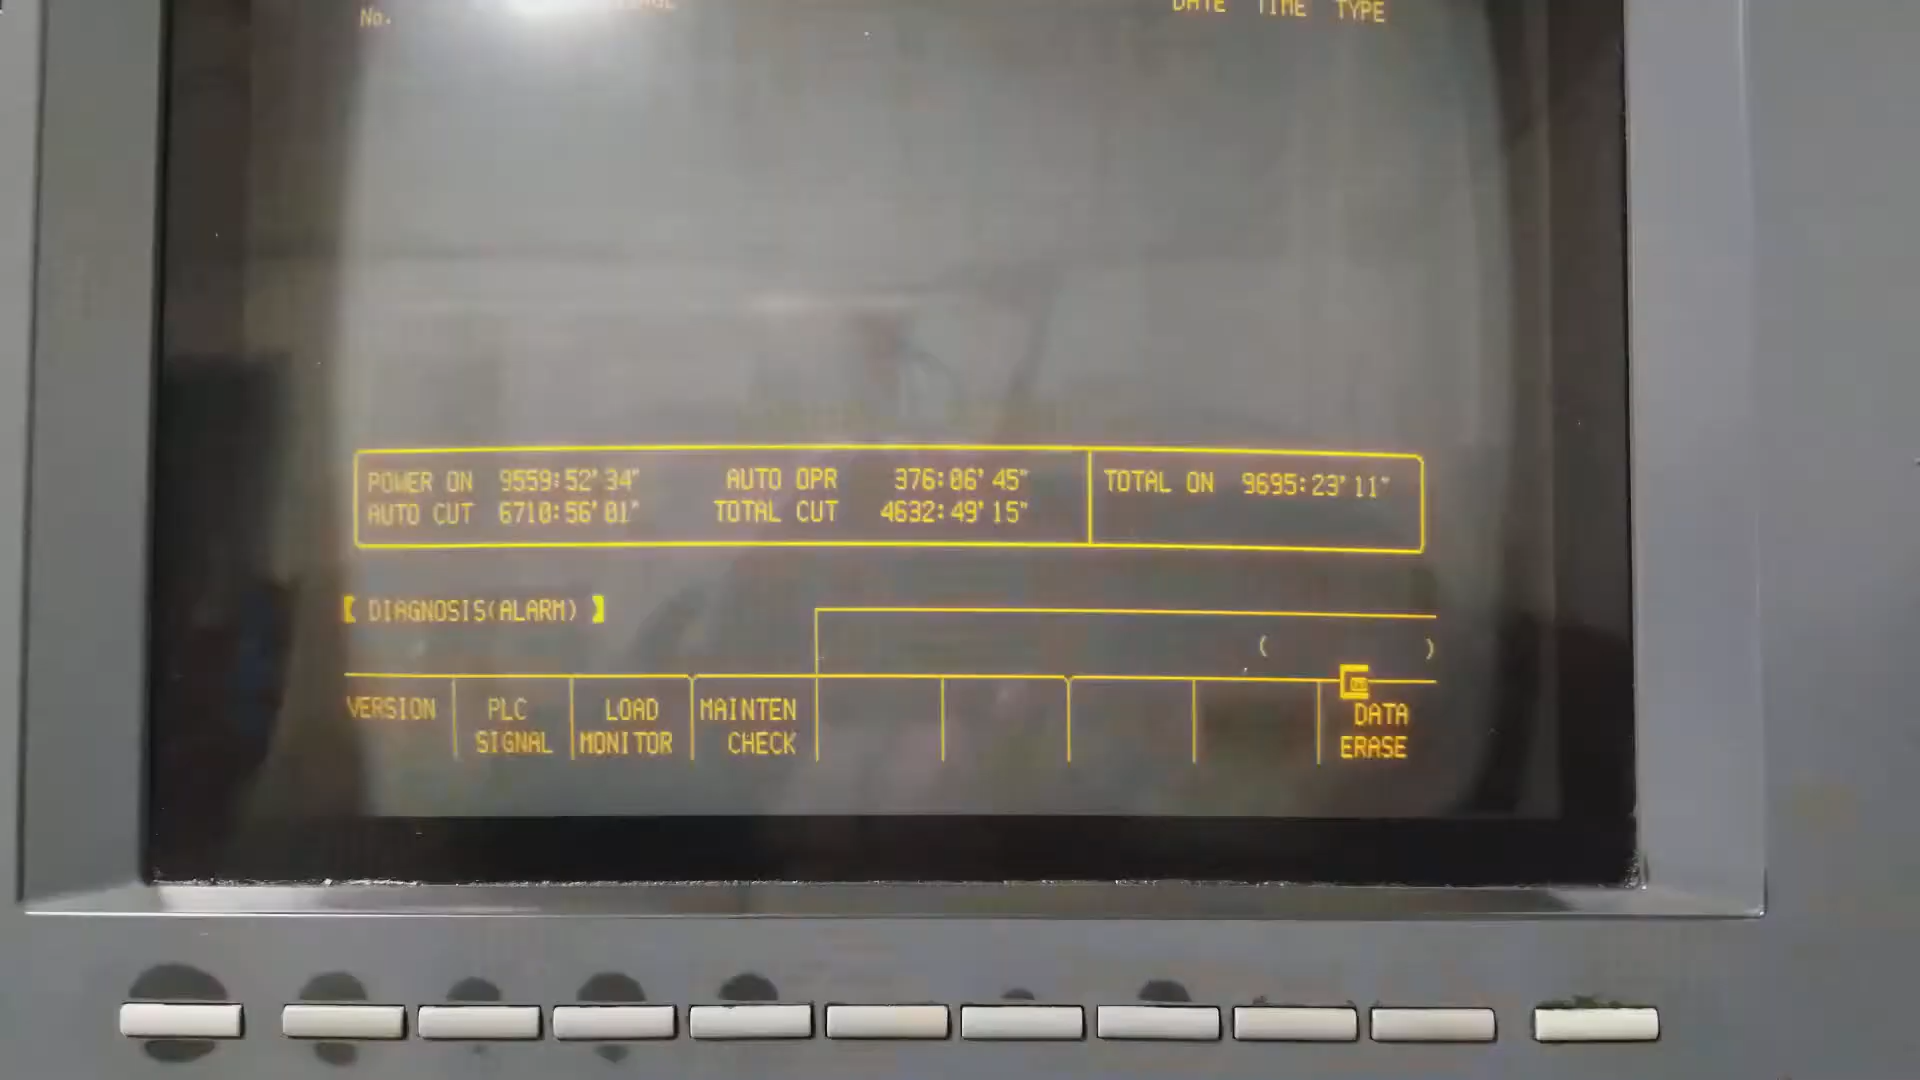 No. DATE TIME TYPE
POWER ON 9559:52'34" AUTO OPR 376:06'45" TOTAL ON 9695:23'11"
AUTO CUT 6710:56'01" TOTAL CUT 4632:49'15"
【 DIAGNOSIS(ALARM) 】
( )
VERSION PLC LOAD MAINTEN DATA
SIGNAL MONITOR CHECK ERASE